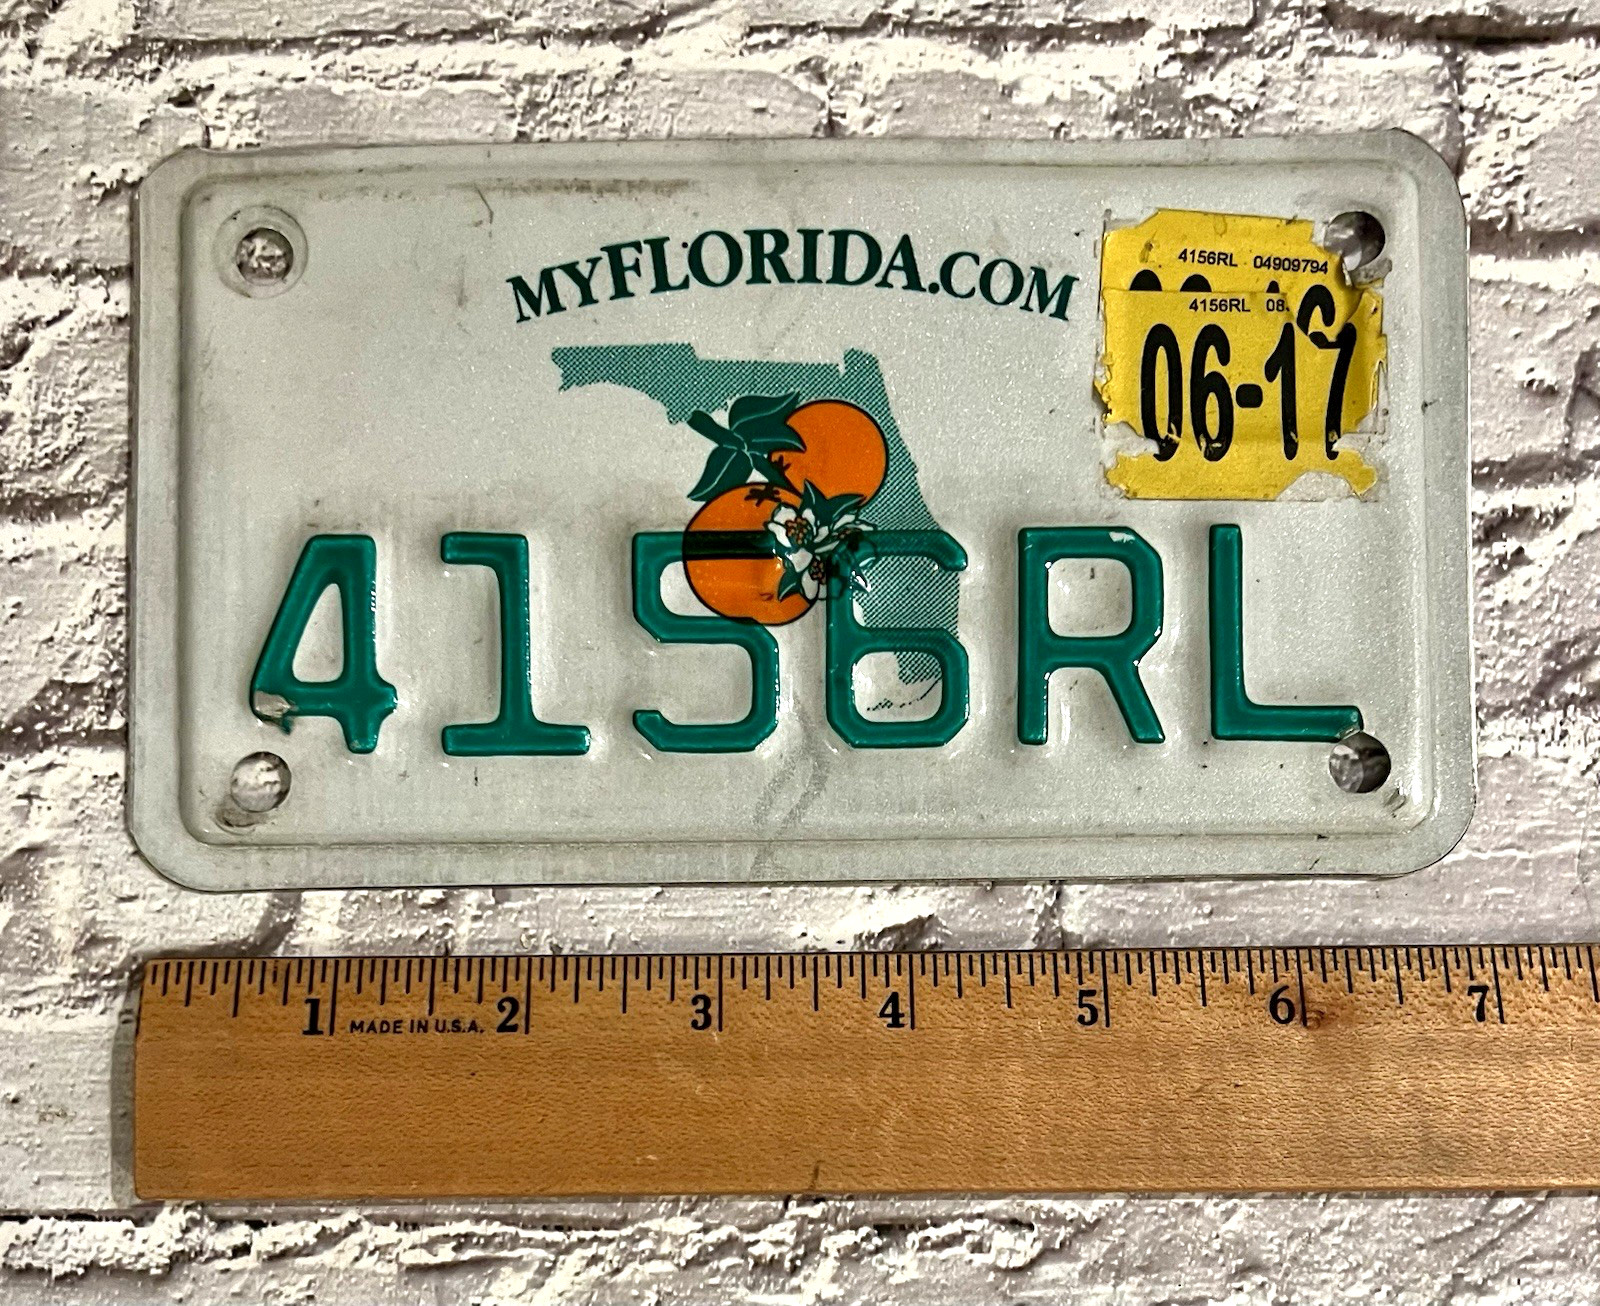 MYFLORIDA.COM
4156RL 04909794
4156RL 08
06-17
4156RL
1 2 3 4 5 6 7
MADE IN U.S.A.